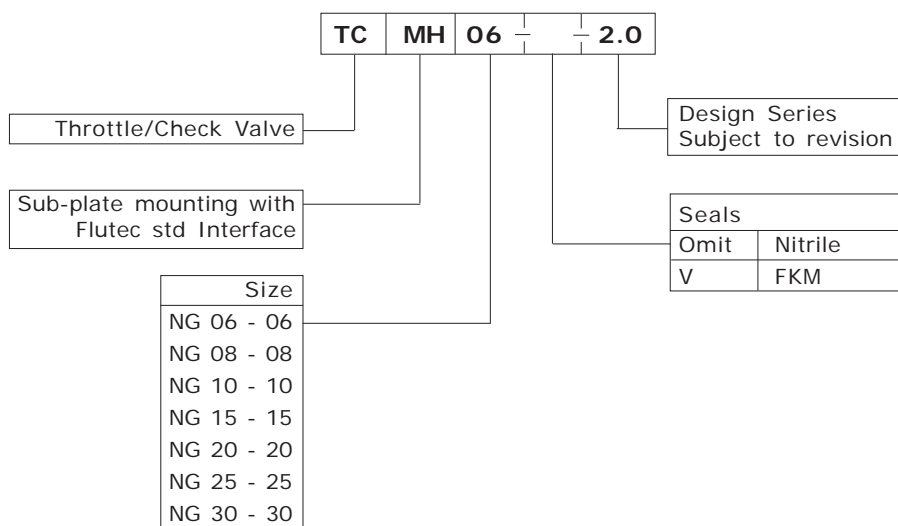 TC MH 06 - - 2.0
Throttle/Check Valve
Design Series
Subject to revision
Sub-plate mounting with
Flutec std Interface
Seals
Omit Nitrile
V FKM
Size
NG 06 - 06
NG 08 - 08
NG 10 - 10
NG 15 - 15
NG 20 - 20
NG 25 - 25
NG 30 - 30